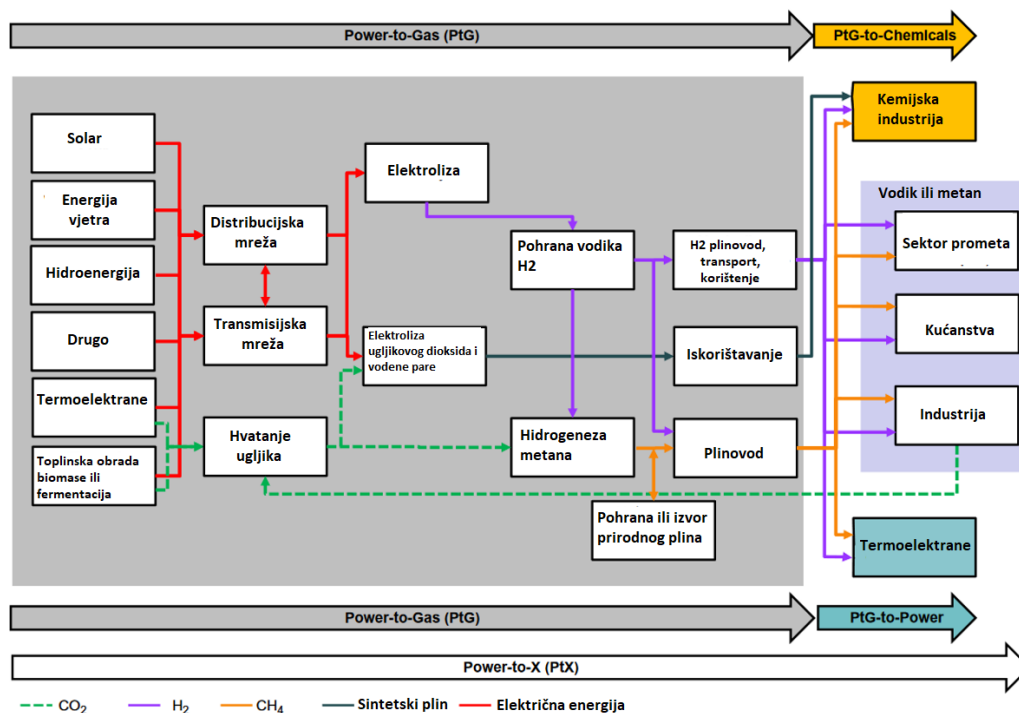 Power-to-Gas (PtG)
PtG-to-Chemicals
Solar
Energija
vjetra
Hidroenergija
Drugo
Termoelektrane
Toplinska obrada
biomase ili
fermentacija
Distribucijska
mreža
Transmisijska
mreža
Hvatanje
ugljika
Elektroliza
Elektroliza
ugljikovog dioksida i
vodene pare
Pohrana vodika
H2
Hidrogeneza
metana
Pohrana ili izvor
prirodnog plina
H2 plinovod,
transport,
korištenje
Iskorištavanje
Plinovod
Kemijska
industrija
Vodik ili metan
Sektor prometa
Kućanstva
Industrija
Termoelektrane
Power-to-Gas (PtG)
PtG-to-Power
Power-to-X (PtX)
CO2
H2
CH4
Sintetski plin
Električna energija